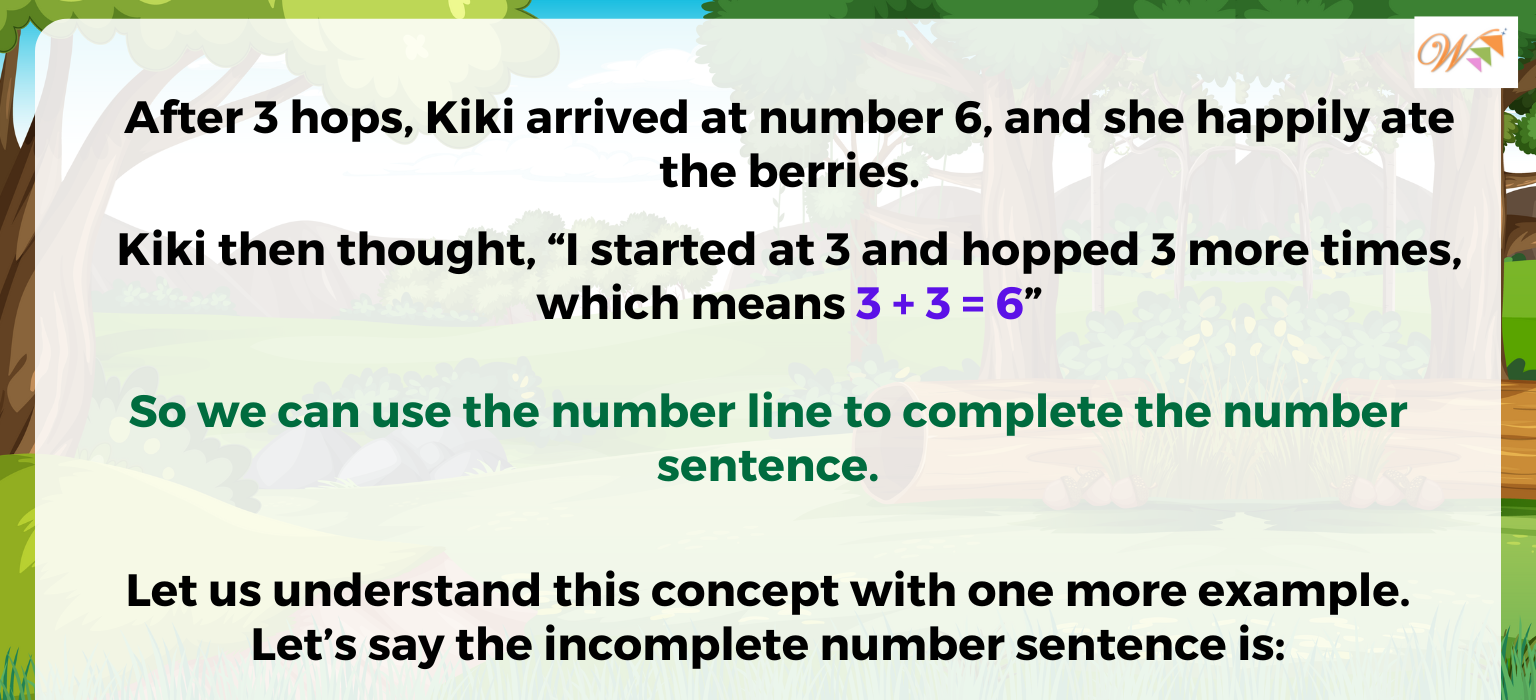 W
After 3 hops, Kiki arrived at number 6, and she happily ate
the berries.
Kiki then thought, “I started at 3 and hopped 3 more times,
which means 3 + 3 = 6”
So we can use the number line to complete the number
sentence.
Let us understand this concept with one more example.
Let’s say the incomplete number sentence is: